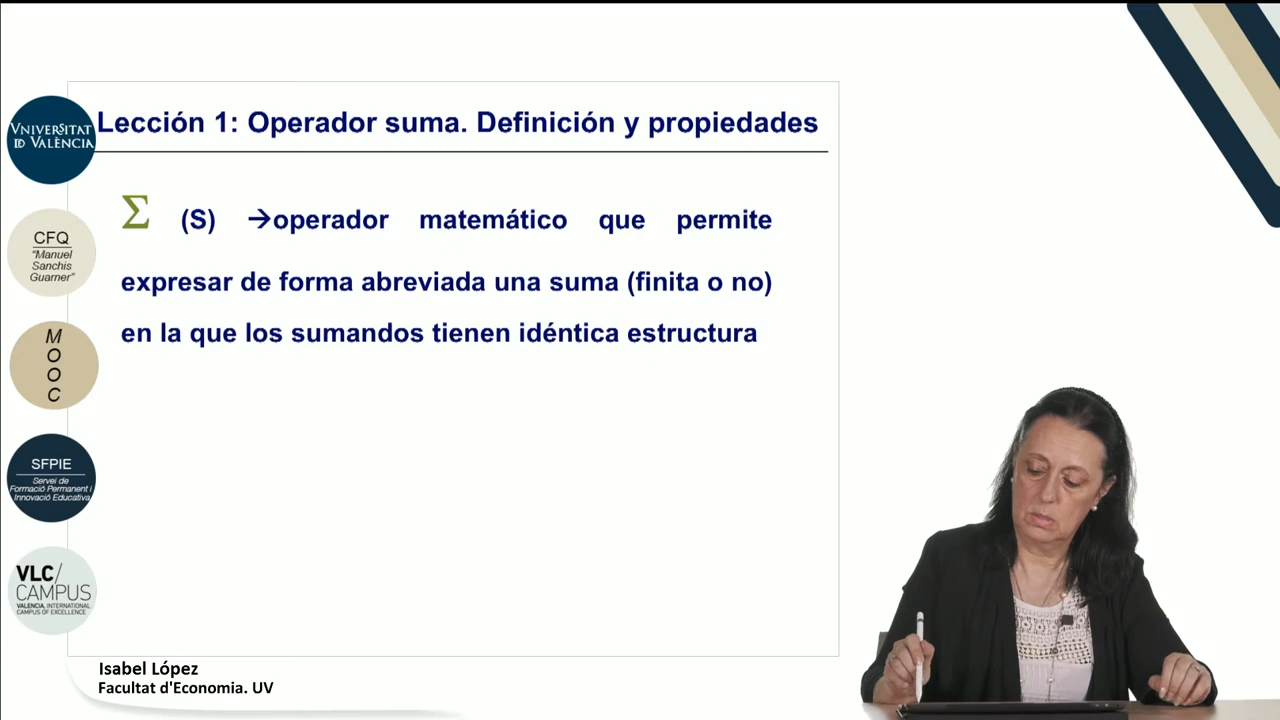 Lección 1: Operador suma. Definición y propiedades
Σ (S) →operador matemático que permite
expresar de forma abreviada una suma (finita o no)
en la que los sumandos tienen idéntica estructura
VNIVERSITAT
ID VALÈNCIA
CFQ
"Manuel
Sanchis
Guarner"
M
O
O
C
SFPIE
Servei de
Formació Permanent i
Innovació Educativa
VLC/
CAMPUS
VALENCIA, INTERNATIONAL
CAMPUS OF EXCELLENCE
Isabel López
Facultat d'Economia. UV